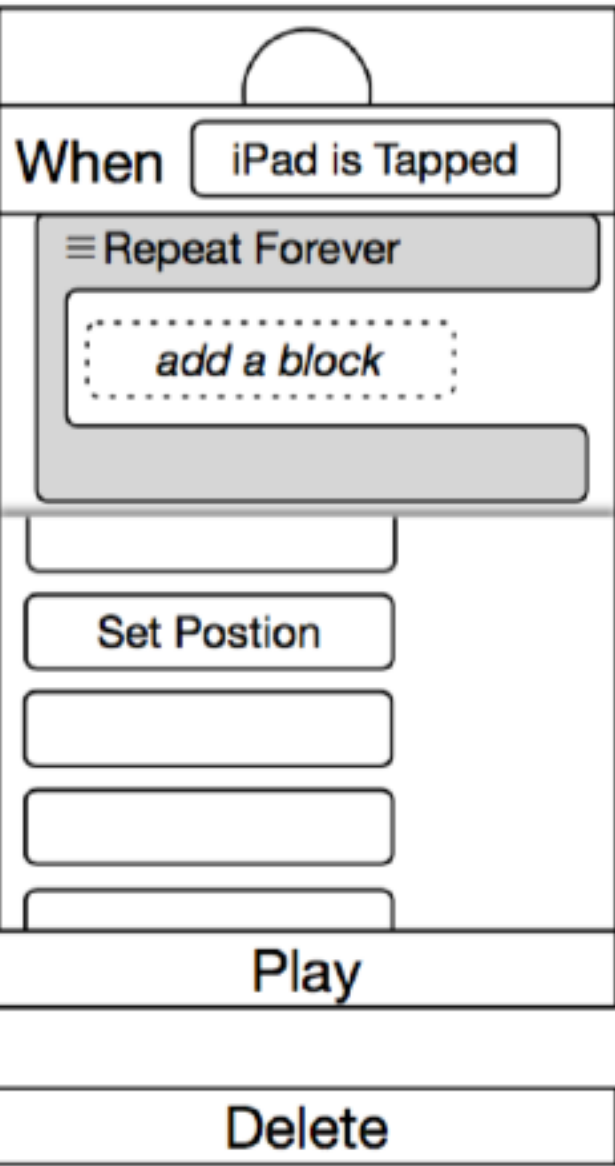 When iPad is Tapped
Repeat Forever
add a block
Set Postion
Play
Delete